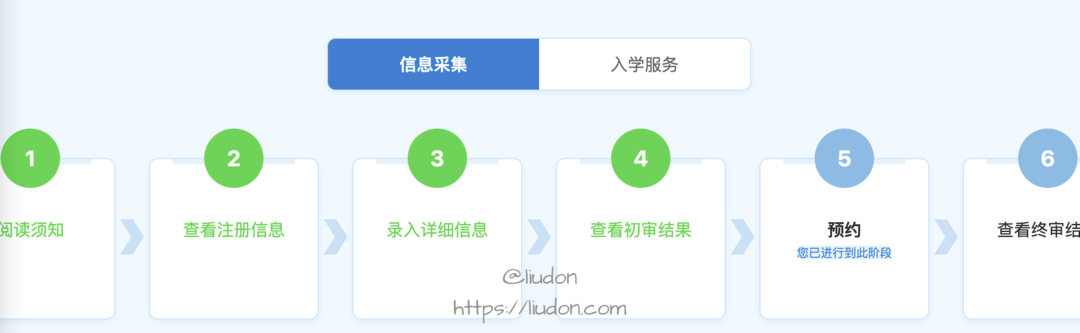 信息采集
入学服务
1
2
3
4
5
6
阅读须知
查看注册信息
录入详细信息
查看初审结果
预约
您已进行到此阶段
查看终审结
@liudon
https://liudon.com